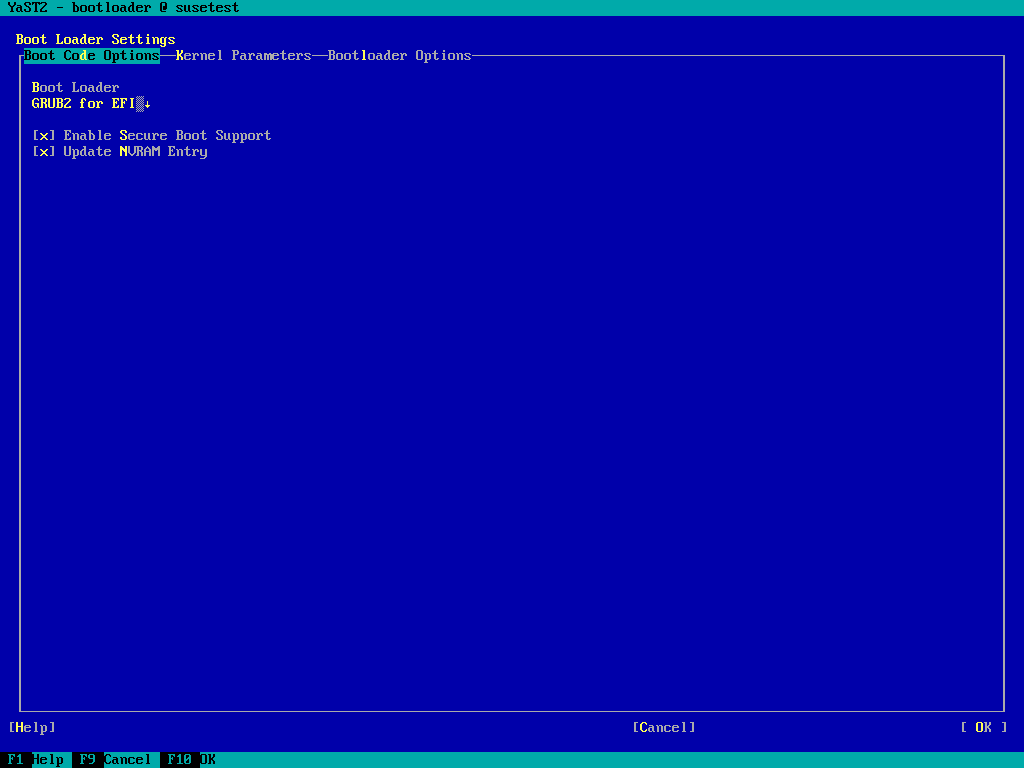 YaST2 - bootloader @ susetest
Boot Loader Settings
Boot Code Options Kernel Parameters Bootloader Options
Boot Loader
GRUB2 for EFI↓
[x] Enable Secure Boot Support
[x] Update NVRAM Entry
[Help] [Cancel] [ OK ]
F1 Help F9 Cancel F10 OK